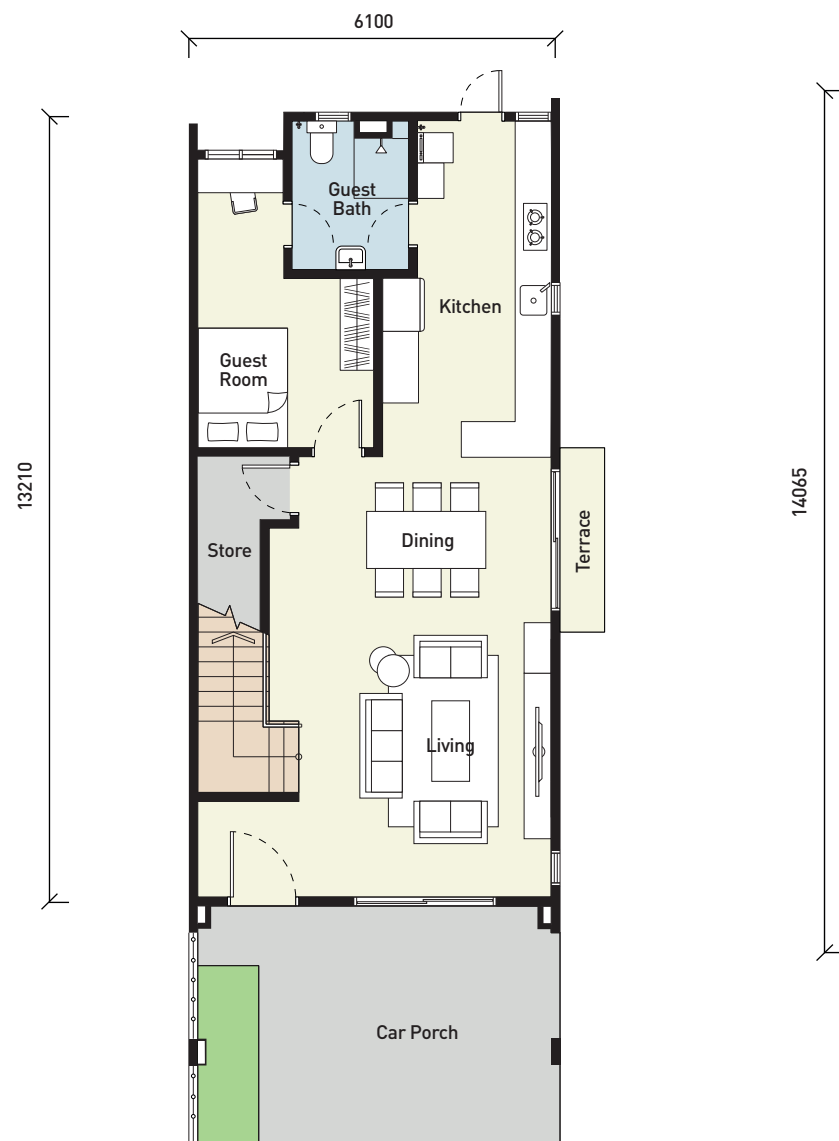 6100
Guest
Bath
Kitchen
Guest
Room
13210
14065
Store
Dining
Terrace
Living
Car Porch